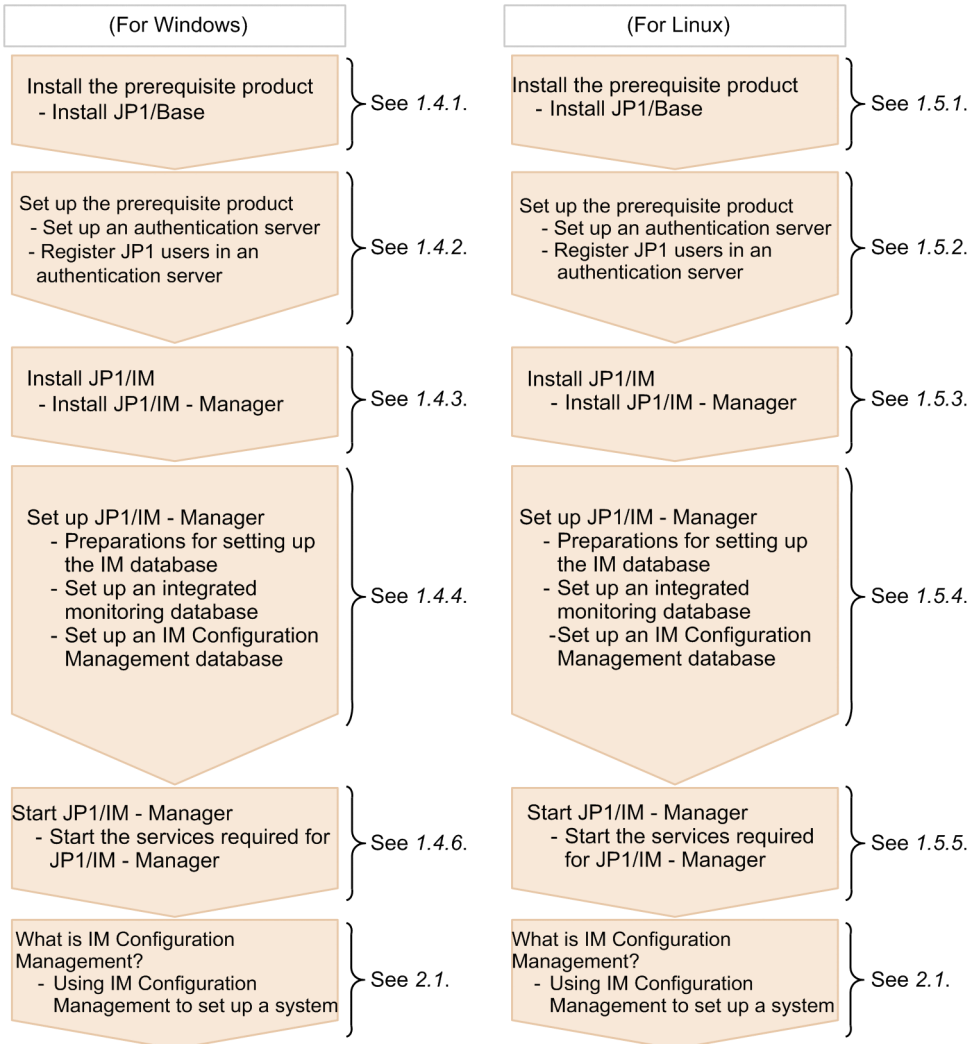 (For Windows)
Install the prerequisite product
- Install JP1/Base
See 1.4.1.
Set up the prerequisite product
- Set up an authentication server
- Register JP1 users in an
authentication server
See 1.4.2.
Install JP1/IM
- Install JP1/IM - Manager
See 1.4.3.
Set up JP1/IM - Manager
- Preparations for setting up
the IM database
- Set up an integrated
monitoring database
- Set up an IM Configuration
Management database
See 1.4.4.
Start JP1/IM - Manager
- Start the services required for
JP1/IM - Manager
See 1.4.6.
What is IM Configuration
Management?
- Using IM Configuration
Management to set up a system
See 2.1.
(For Linux)
Install the prerequisite product
- Install JP1/Base
See 1.5.1.
Set up the prerequisite product
- Set up an authentication server
- Register JP1 users in an
authentication server
See 1.5.2.
Install JP1/IM
- Install JP1/IM - Manager
See 1.5.3.
Set up JP1/IM - Manager
- Preparations for setting up
the IM database
- Set up an integrated
monitoring database
-Set up an IM Configuration
Management database
See 1.5.4.
Start JP1/IM - Manager
- Start the services required
for JP1/IM - Manager
See 1.5.5.
What is IM Configuration
Management?
- Using IM Configuration
Management to set up a system
See 2.1.